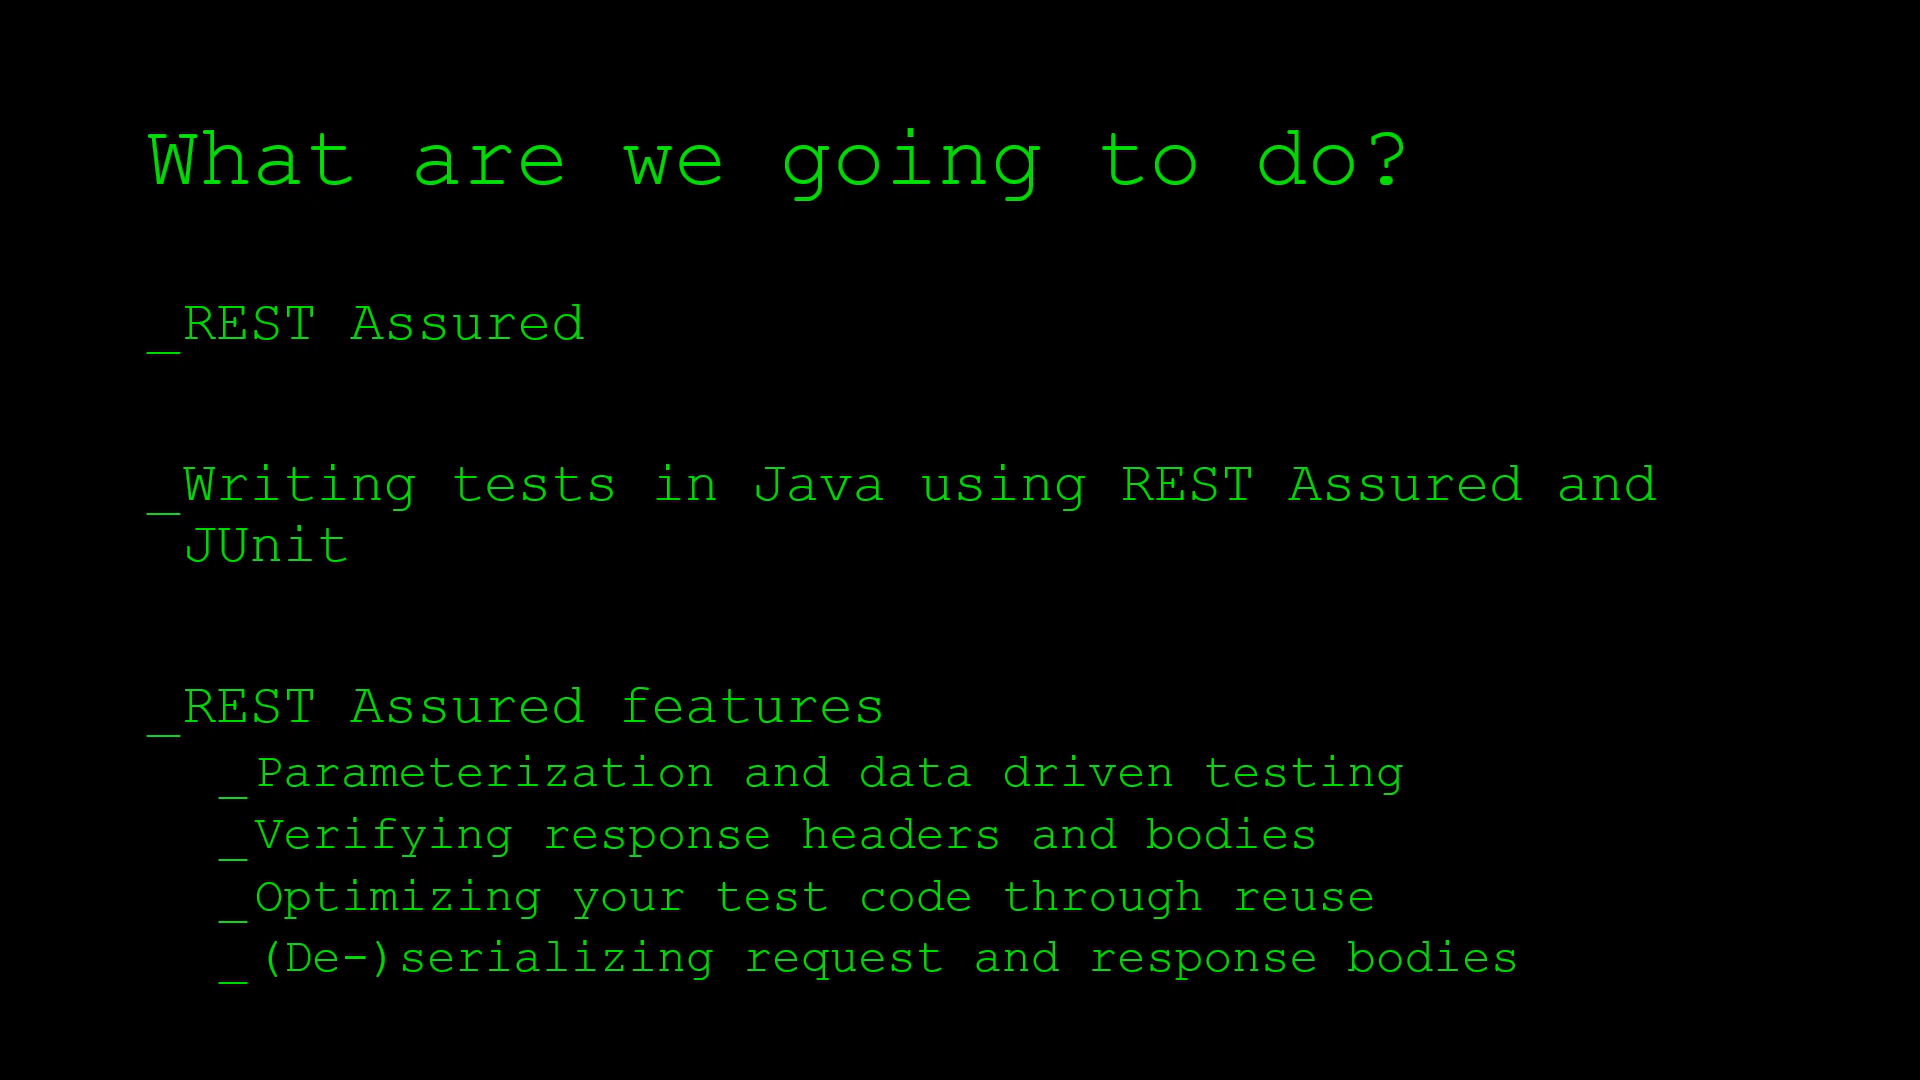 What are we going to do?
_REST Assured
_Writing tests in Java using REST Assured and
JUnit
_REST Assured features
_Parameterization and data driven testing
_Verifying response headers and bodies
_Optimizing your test code through reuse
_(De-)serializing request and response bodies